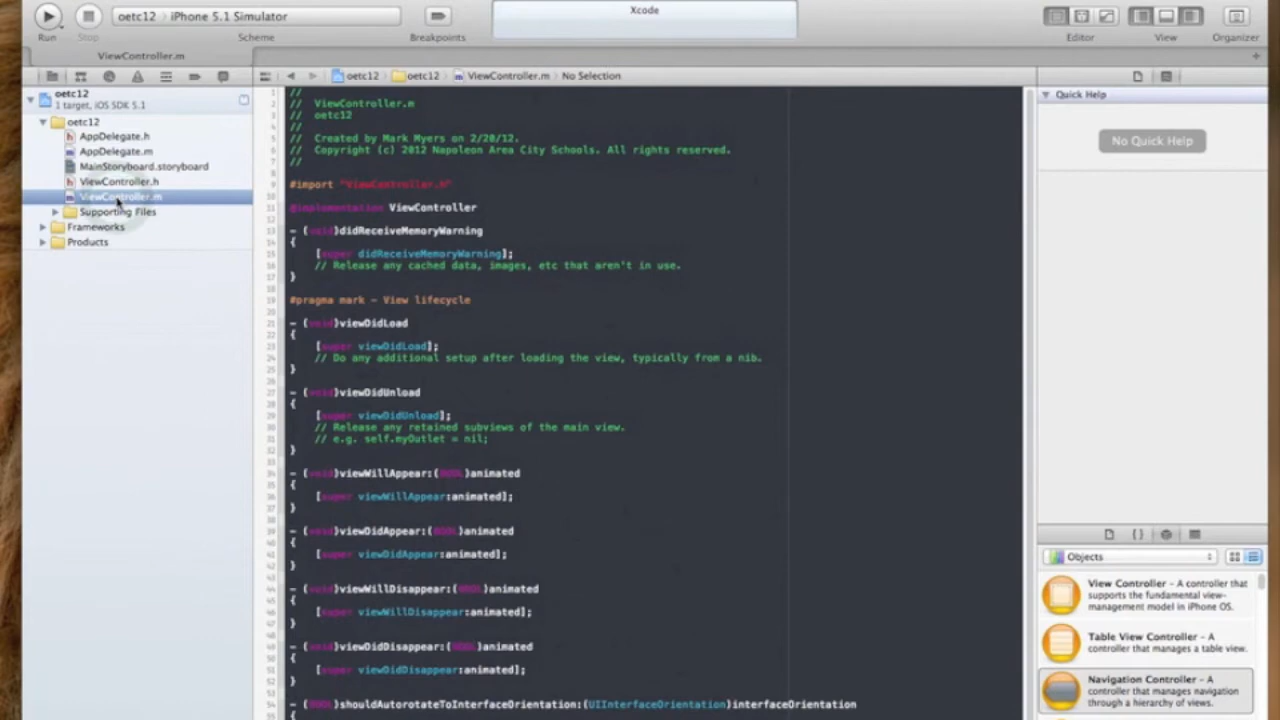 Xcode
oetc12 › iPhone 5.1 Simulator
Run
Stop
Scheme
Breakpoints
Editor
View
Organizer
ViewController.m
oetc12
oetc12
ViewController.m
No Selection
oetc12
1 target, iOS SDK 5.1
oetc12
AppDelegate.h
AppDelegate.m
MainStoryboard.storyboard
ViewController.h
ViewController.m
Supporting Files
Frameworks
Products
//
//  ViewController.m
//  oetc12
//
//  Created by Mark Myers on 2/20/12.
//  Copyright (c) 2012 Napoleon Area City Schools. All rights reserved.
//
#import "ViewController.h"
@implementation ViewController
- (void)didReceiveMemoryWarning
{
[super didReceiveMemoryWarning];
// Release any cached data, images, etc that aren't in use.
}
#pragma mark - View lifecycle
- (void)viewDidLoad
{
[super viewDidLoad];
// Do any additional setup after loading the view, typically from a nib.
}
- (void)viewDidUnload
{
[super viewDidUnload];
// Release any retained subviews of the main view.
// e.g. self.myOutlet = nil;
}
- (void)viewWillAppear:(BOOL)animated
{
[super viewWillAppear:animated];
}
- (void)viewDidAppear:(BOOL)animated
{
[super viewDidAppear:animated];
}
- (void)viewWillDisappear:(BOOL)animated
{
[super viewWillDisappear:animated];
}
- (void)viewDidDisappear:(BOOL)animated
{
[super viewDidDisappear:animated];
}
- (BOOL)shouldAutorotateToInterfaceOrientation:(UIInterfaceOrientation)interfaceOrientation
{
Quick Help
No Quick Help
{ }
Objects
View Controller – A controller that
supports the fundamental view-
management model in iPhone OS.
Table View Controller – A
controller that manages a table view.
Navigation Controller – A
controller that manages navigation
through a hierarchy of views.